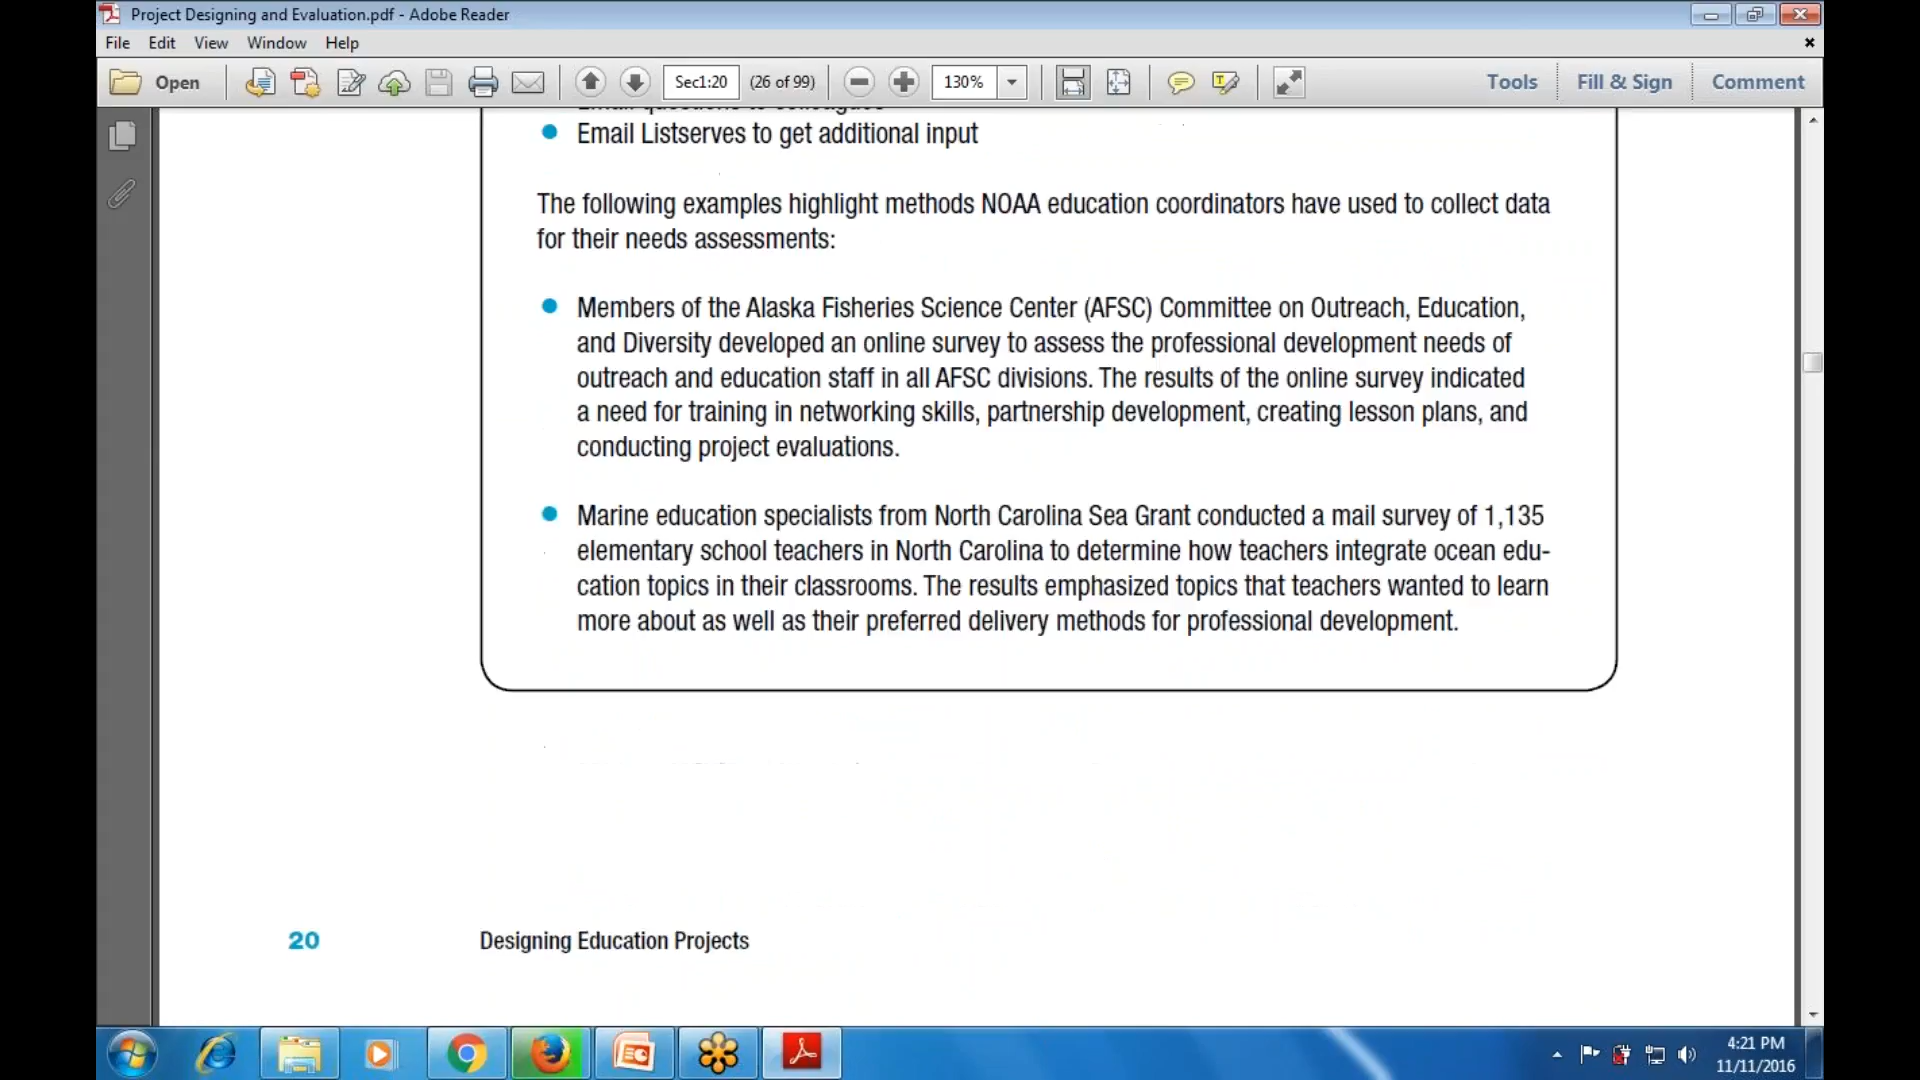 Project Designing and Evaluation.pdf - Adobe Reader
File Edit View Window Help
Open Sec1:20 (26 of 99) 130% Tools Fill & Sign Comment
Email questions to colleagues
Email Listserves to get additional input
The following examples highlight methods NOAA education coordinators have used to collect data
for their needs assessments:
Members of the Alaska Fisheries Science Center (AFSC) Committee on Outreach, Education,
and Diversity developed an online survey to assess the professional development needs of
outreach and education staff in all AFSC divisions. The results of the online survey indicated
a need for training in networking skills, partnership development, creating lesson plans, and
conducting project evaluations.
Marine education specialists from North Carolina Sea Grant conducted a mail survey of 1,135
elementary school teachers in North Carolina to determine how teachers integrate ocean edu-
cation topics in their classrooms. The results emphasized topics that teachers wanted to learn
more about as well as their preferred delivery methods for professional development.
20 Designing Education Projects
4:21 PM
11/11/2016